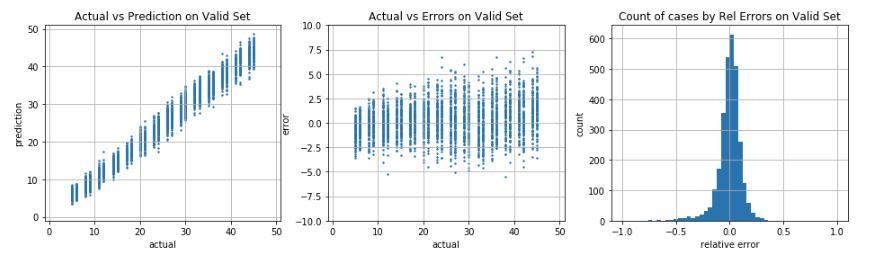 Actual vs Prediction on Valid Set
50
40
30
20
10
0
prediction
0 10 20 30 40 50
actual
Actual vs Errors on Valid Set
10.0
7.5
5.0
2.5
0.0
−2.5
−5.0
−7.5
−10.0
error
0 10 20 30 40 50
actual
Count of cases by Rel Errors on Valid Set
600
500
400
300
200
100
0
count
−1.0 −0.5 0.0 0.5 1.0
relative error